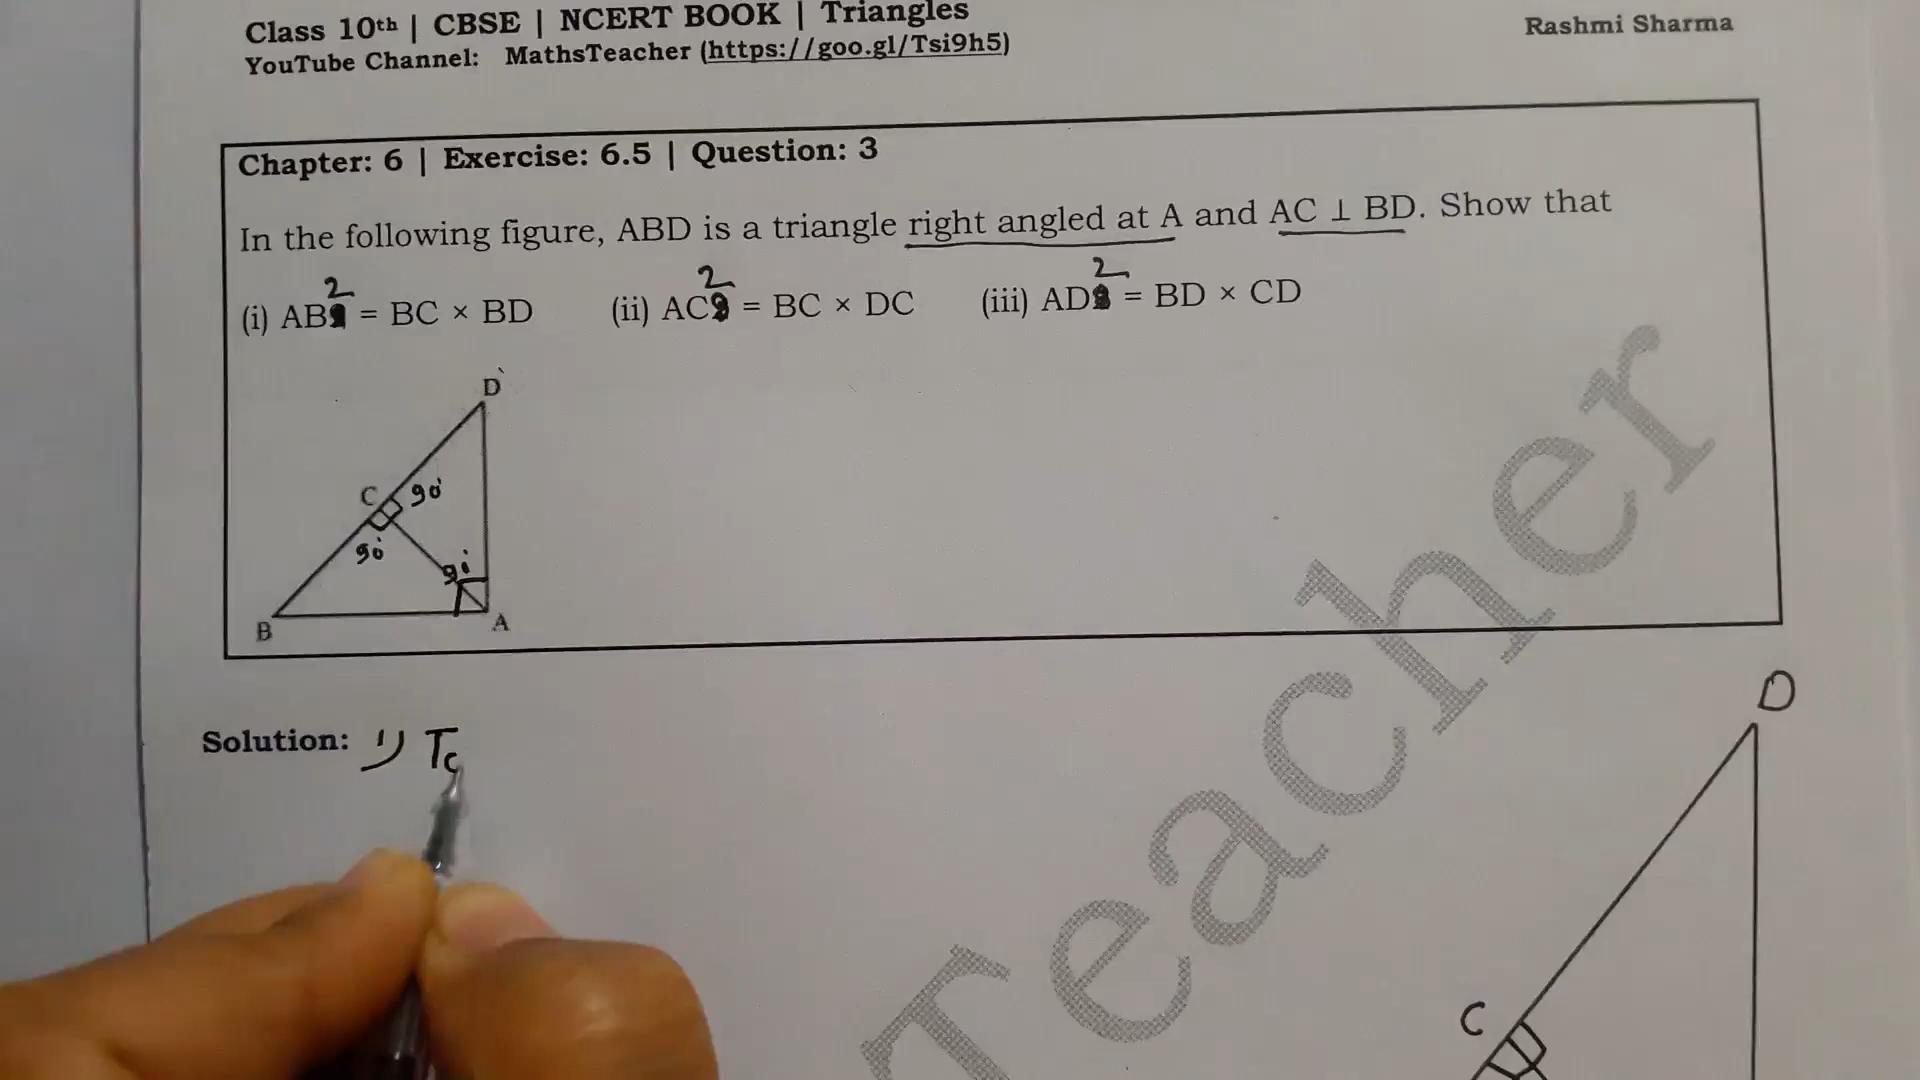 Class 10th | CBSE | NCERT BOOK | Triangles
Rashmi Sharma
YouTube Channel: MathsTeacher (https://goo.gl/Tsi9h5)
Chapter: 6 | Exercise: 6.5 | Question: 3
In the following figure, ABD is a triangle right angled at A and AC ⊥ BD. Show that
(i) AB² = BC × BD (ii) AC² = BC × DC (iii) AD² = BD × CD
D
C 90°
90°
B
A
Solution: i)
D
C
Teacher